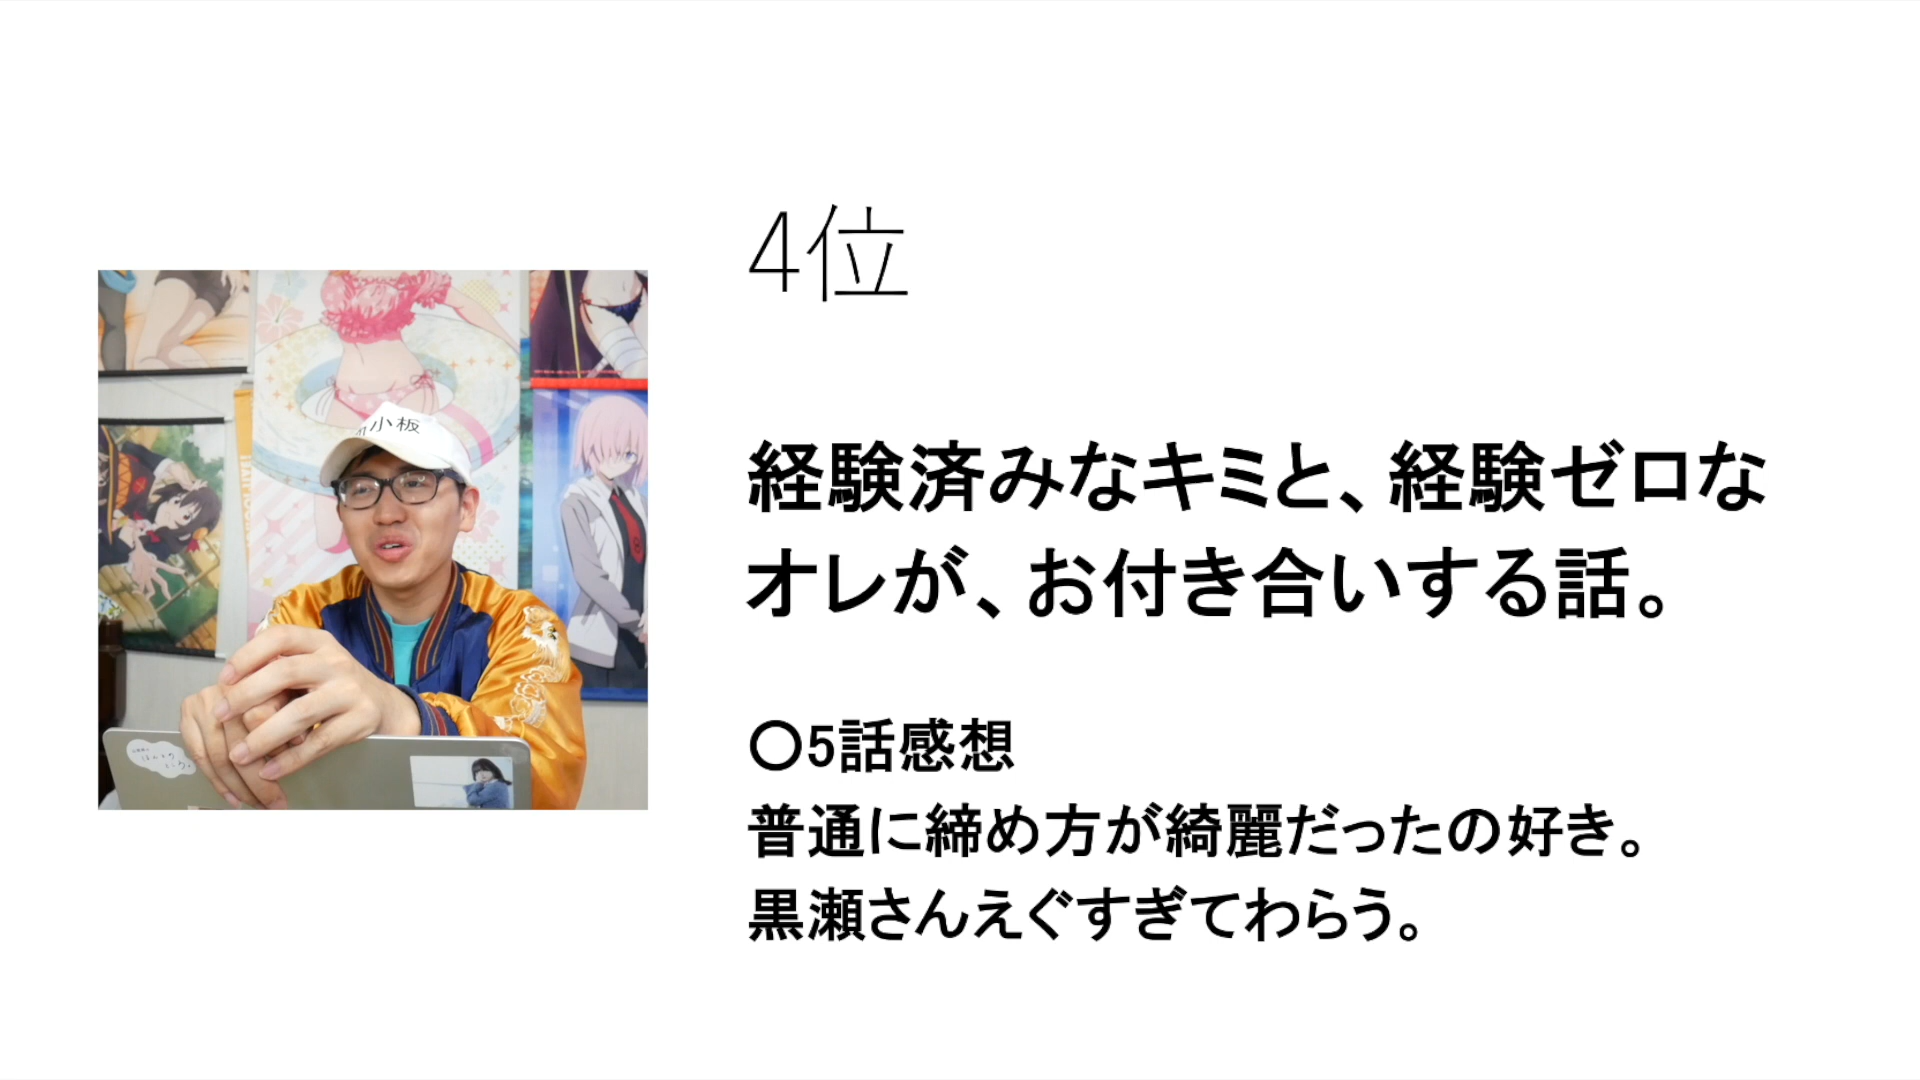 4位
経験済みなキミと、経験ゼロな
オレが、お付き合いする話。
〇5話感想
普通に締め方が綺麗だったの好き。
黒瀬さんえぐすぎてわらう。
小板